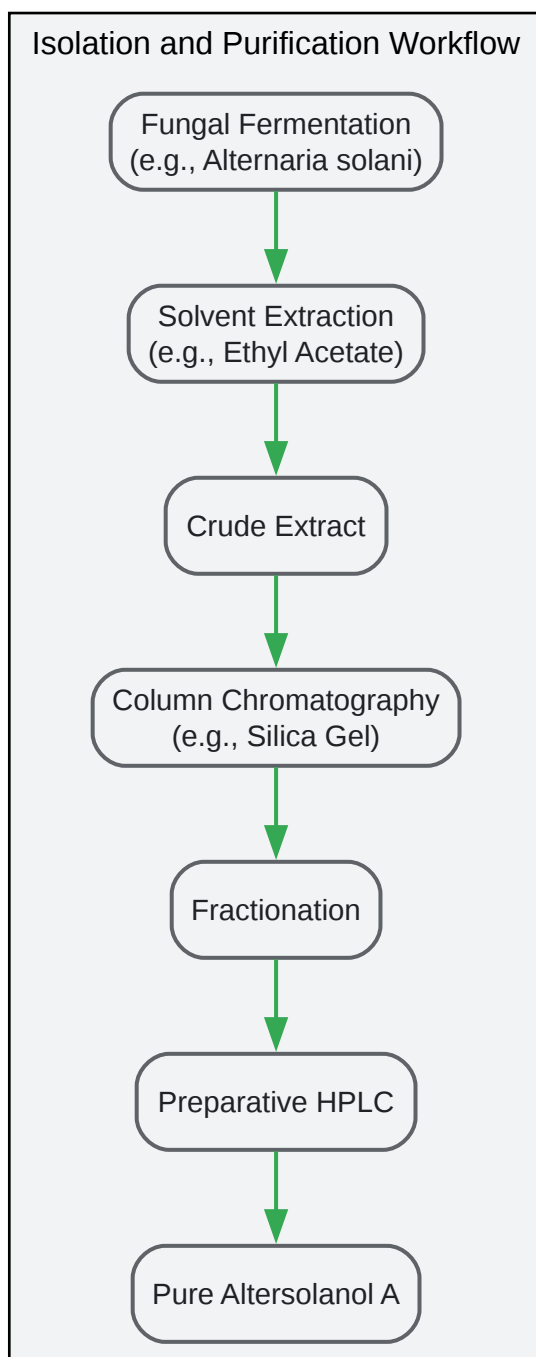 Isolation and Purification Workflow
Fungal Fermentation
(e.g., Alternaria solani)
Solvent Extraction
(e.g., Ethyl Acetate)
Crude Extract
Column Chromatography
(e.g., Silica Gel)
Fractionation
Preparative HPLC
Pure Altersolanol A